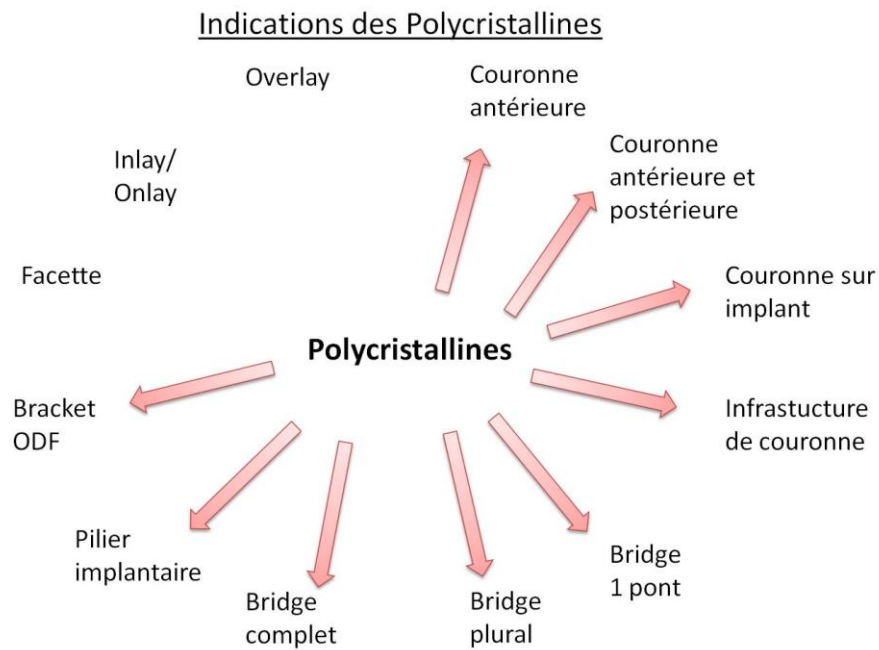 Indications des Polycristallines
Overlay
Couronne
antérieure
Inlay/
Onlay
Couronne
antérieure et
postérieure
Facette
Couronne sur
implant
Polycristallines
Bracket
ODF
Infrastucture
de couronne
Pilier
implantaire
Bridge
1 pont
Bridge
complet
Bridge
plural